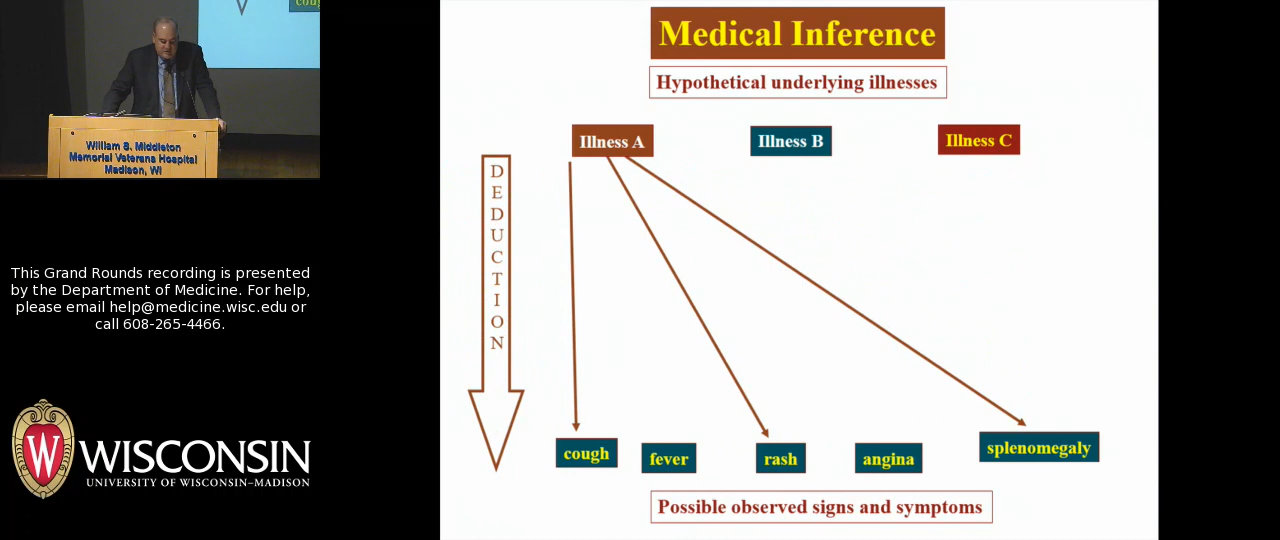 coug
William S. Middleton
Memorial Veterans Hospital
Madison, WI
This Grand Rounds recording is presented
by the Department of Medicine. For help,
please email help@medicine.wisc.edu or
call 608-265-4466.
W
WISCONSIN
UNIVERSITY OF WISCONSIN–MADISON
Medical Inference
Hypothetical underlying illnesses
Illness A
Illness B
Illness C
DEDUCTION
cough
fever
rash
angina
splenomegaly
Possible observed signs and symptoms